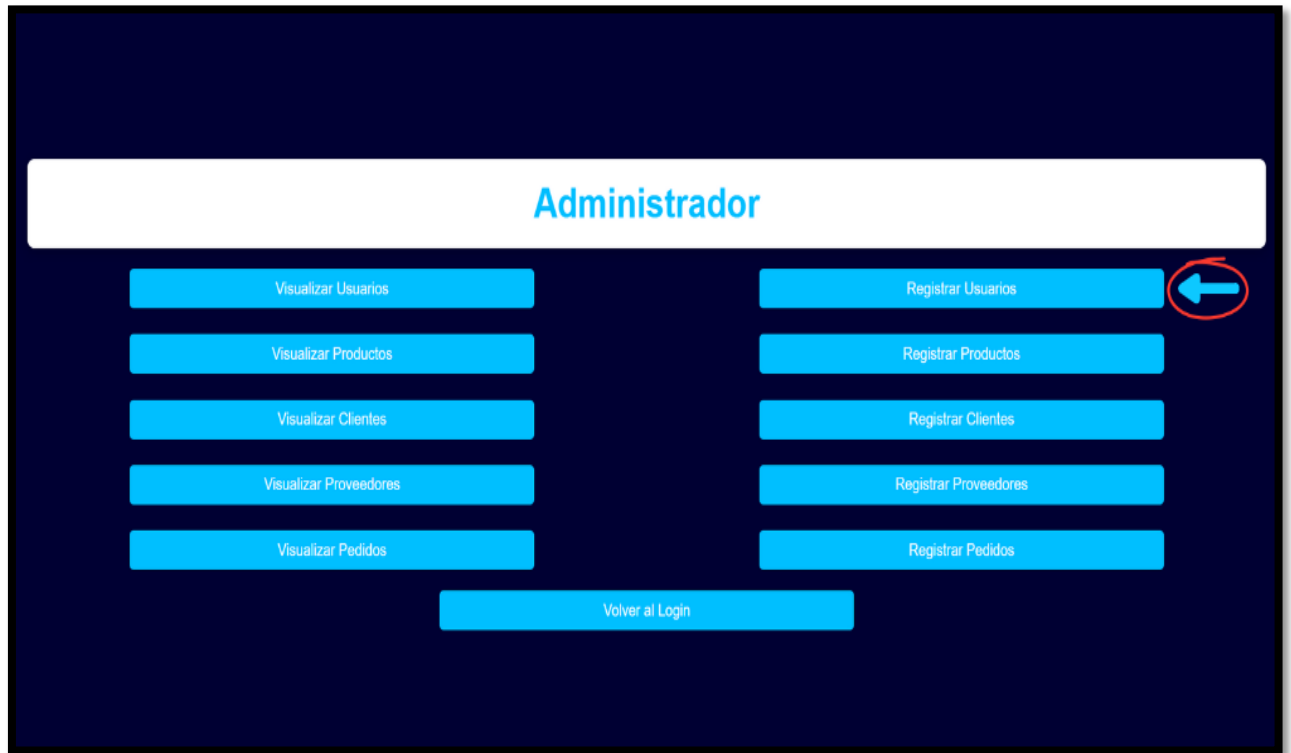 Administrador
Visualizar Usuarios
Registrar Usuarios
Visualizar Productos
Registrar Productos
Visualizar Clientes
Registrar Clientes
Visualizar Proveedores
Registrar Proveedores
Visualizar Pedidos
Registrar Pedidos
Volver al Login